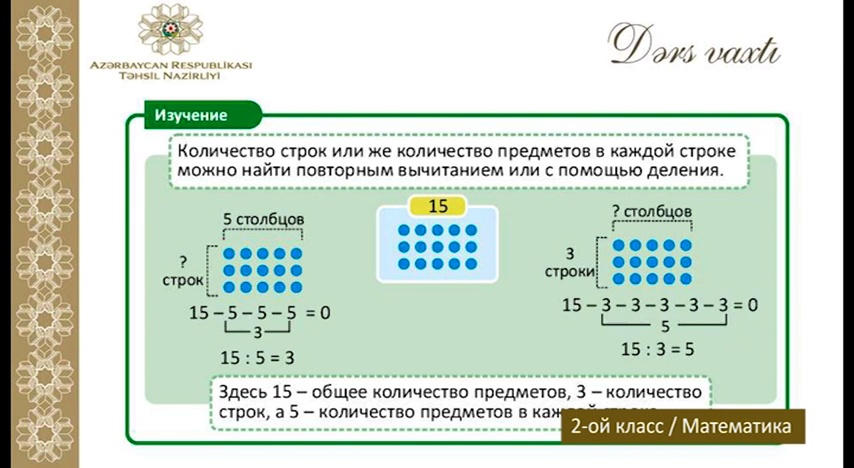 AZƏRBAYCAN RESPUBLİKASI
TƏHSİL NAZİRLİYİ
Dərs vaxtı
Изучение
Количество строк или же количество предметов в каждой строке
можно найти повторным вычитанием или с помощью деления.
5 столбцов
?
строк
15 – 5 – 5 – 5 = 0
3
15 : 5 = 3
15
? столбцов
3
строки
15 – 3 – 3 – 3 – 3 – 3 = 0
5
15 : 3 = 5
Здесь 15 – общее количество предметов, 3 – количество
строк, а 5 – количество предметов в
2-ой класс / Математика